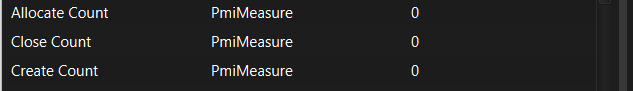 Allocate Count PmiMeasure 0
Close Count PmiMeasure 0
Create Count PmiMeasure 0